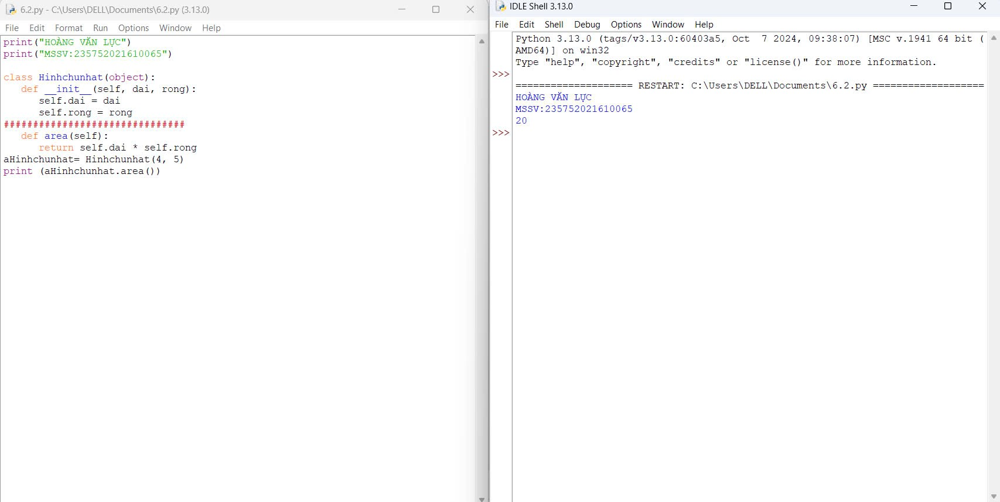 6.2.py - C:\Users\DELL\Documents\6.2.py (3.13.0)
File Edit Format Run Options Window Help
print("HOÀNG VĂN LỰC")
print("MSSV:235752021610065")
class Hinhchunhat(object):
   def __init__(self, dai, rong):
      self.dai = dai
      self.rong = rong
###############################
   def area(self):
      return self.dai * self.rong
aHinhchunhat= Hinhchunhat(4, 5)
print (aHinhchunhat.area())
IDLE Shell 3.13.0
File Edit Shell Debug Options Window Help
Python 3.13.0 (tags/v3.13.0:60403a5, Oct  7 2024, 09:38:07) [MSC v.1941 64 bit (
AMD64)] on win32
Type "help", "copyright", "credits" or "license()" for more information.
>>>
==================== RESTART: C:\Users\DELL\Documents\6.2.py ===================
HOÀNG VĂN LỰC
MSSV:235752021610065
20
>>>